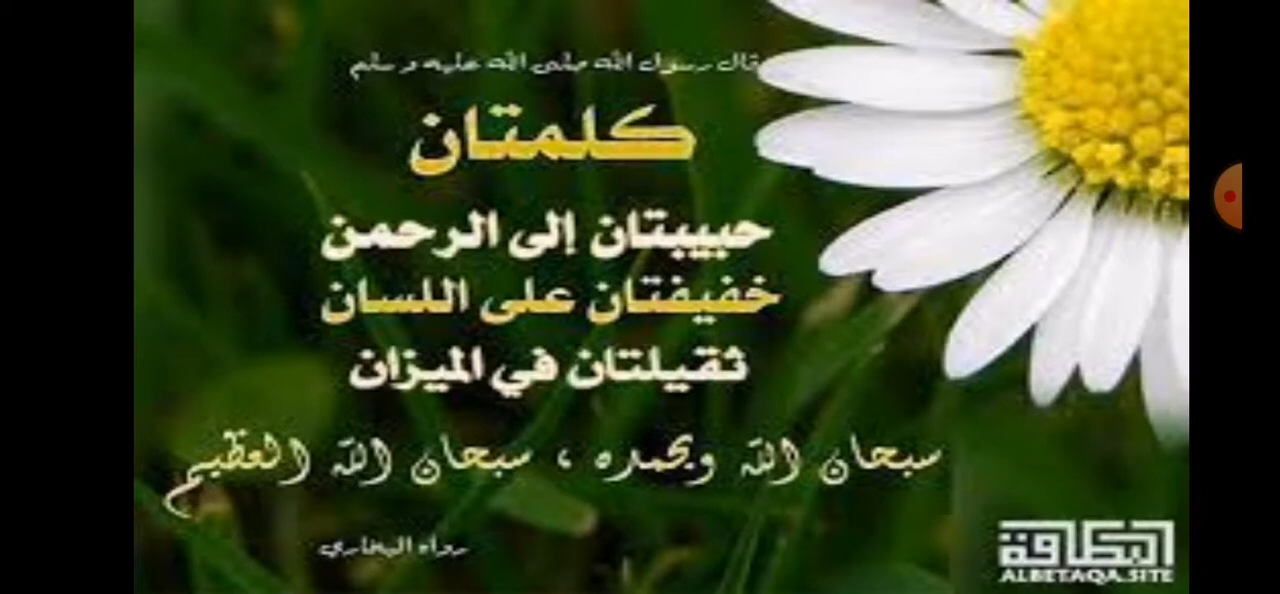 قال رسول الله صلى الله عليه و سلم
كلمتان
حبيبتان إلى الرحمن
خفيفتان على اللسان
ثقيلتان في الميزان
سبحان الله وبحمده ، سبحان الله العظيم
رواه البخاري
البطاقة
ALBETAQA.SITE